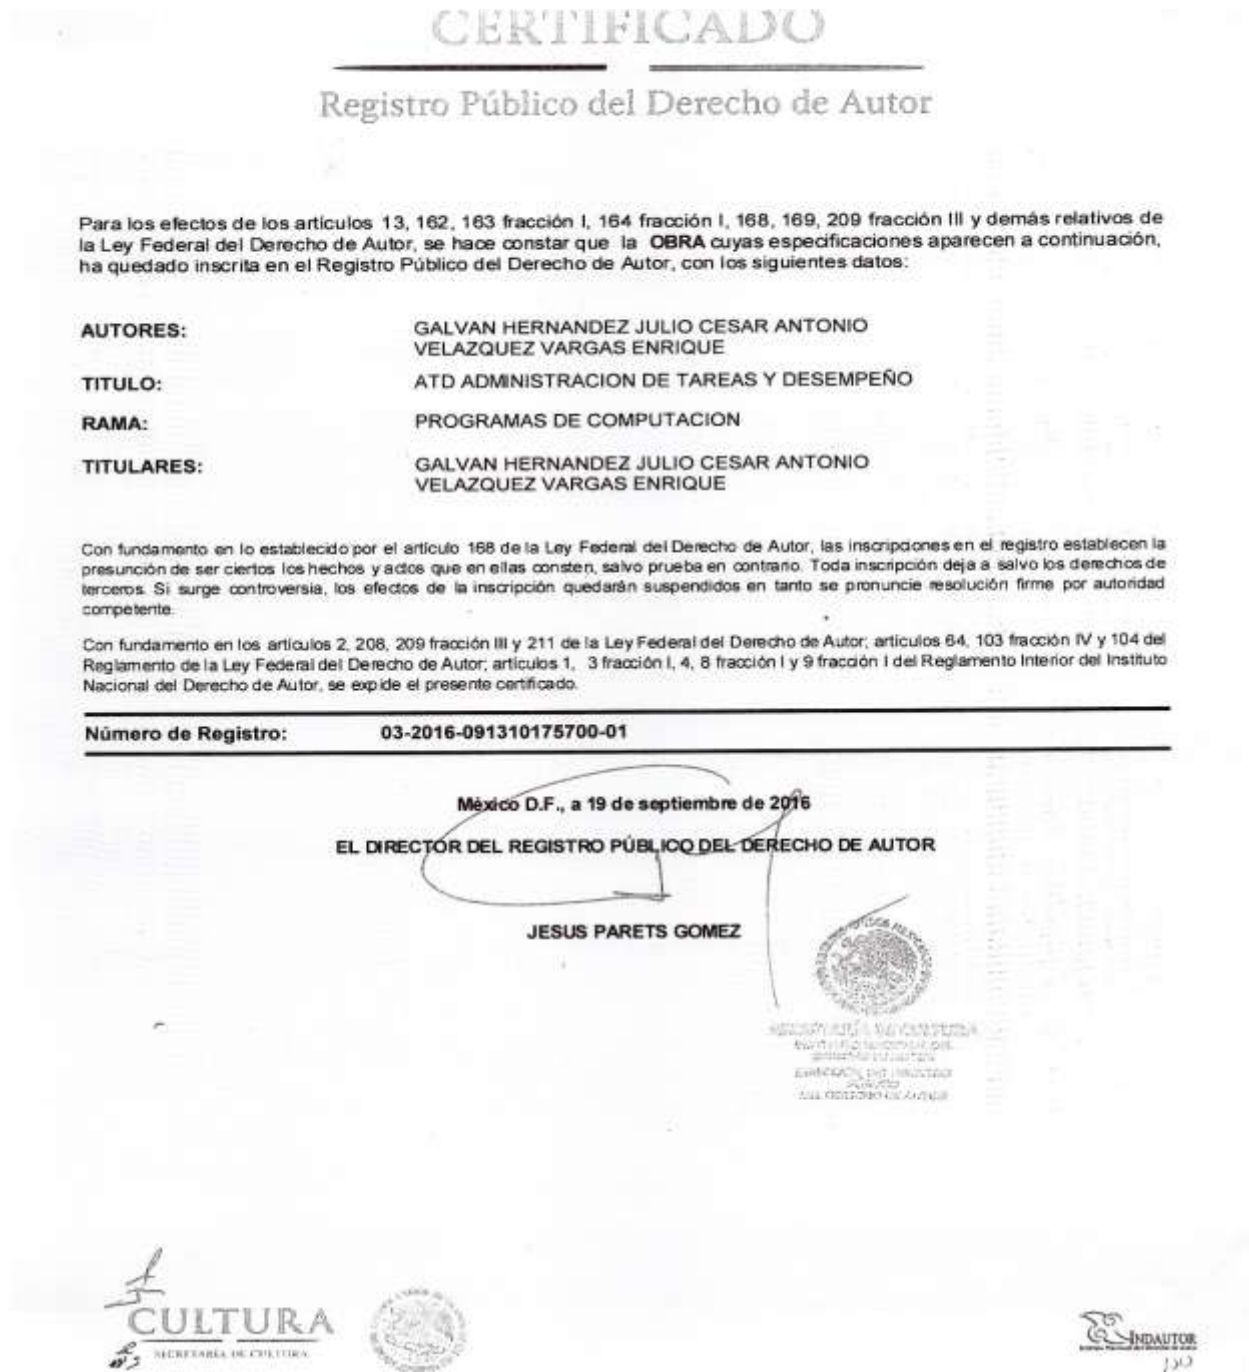 CERTIFICADO
Registro Público del Derecho de Autor
Para los efectos de los artículos 13, 162, 163 fracción I, 164 fracción I, 168, 169, 209 fracción III y demás relativos de
la Ley Federal del Derecho de Autor, se hace constar que la OBRA cuyas especificaciones aparecen a continuación,
ha quedado inscrita en el Registro Público del Derecho de Autor, con los siguientes datos:
AUTORES: GALVAN HERNANDEZ JULIO CESAR ANTONIO
VELAZQUEZ VARGAS ENRIQUE
TITULO: ATD ADMINISTRACION DE TAREAS Y DESEMPEÑO
RAMA: PROGRAMAS DE COMPUTACION
TITULARES: GALVAN HERNANDEZ JULIO CESAR ANTONIO
VELAZQUEZ VARGAS ENRIQUE
Con fundamento en lo establecido por el artículo 168 de la Ley Federal del Derecho de Autor, las inscripciones en el registro establecen la
presunción de ser ciertos los hechos y actos que en ellas consten, salvo prueba en contrario. Toda inscripción deja a salvo los derechos de
terceros. Si surge controversia, los efectos de la inscripción quedarán suspendidos en tanto se pronuncie resolución firme por autoridad
competente.
Con fundamento en los artículos 2, 208, 209 fracción III y 211 de la Ley Federal del Derecho de Autor; artículos 64, 103 fracción IV y 104 del
Reglamento de la Ley Federal del Derecho de Autor; artículos 1, 3 fracción I, 4, 8 fracción I y 9 fracción I del Reglamento Interior del Instituto
Nacional del Derecho de Autor, se expide el presente certificado.
Número de Registro: 03-2016-091310175700-01
México D.F., a 19 de septiembre de 2016
EL DIRECTOR DEL REGISTRO PÚBLICO DEL DERECHO DE AUTOR
JESUS PARETS GOMEZ
SECRETARÍA DE CULTURA
CULTURA
SECRETARÍA DE CULTURA
INDAUTOR